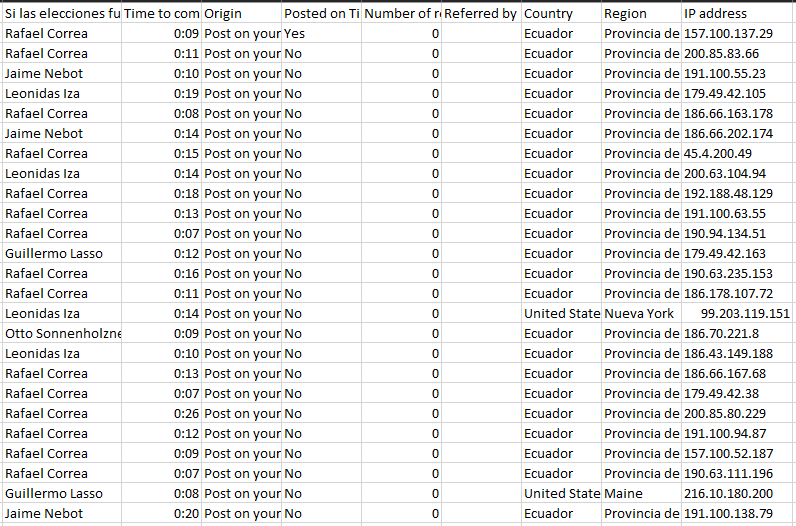 Si las elecciones fu Time to com Origin Posted on Ti Number of r Referred by Country Region IP address
Rafael Correa 0:09 Post on your Yes 0 Ecuador Provincia de 157.100.137.29
Rafael Correa 0:11 Post on your No 0 Ecuador Provincia de 200.85.83.66
Jaime Nebot 0:10 Post on your No 0 Ecuador Provincia de 191.100.55.23
Leonidas Iza 0:19 Post on your No 0 Ecuador Provincia de 179.49.42.105
Rafael Correa 0:08 Post on your No 0 Ecuador Provincia de 186.66.163.178
Jaime Nebot 0:14 Post on your No 0 Ecuador Provincia de 186.66.202.174
Rafael Correa 0:15 Post on your No 0 Ecuador Provincia de 45.4.200.49
Leonidas Iza 0:14 Post on your No 0 Ecuador Provincia de 200.63.104.94
Rafael Correa 0:18 Post on your No 0 Ecuador Provincia de 192.188.48.129
Rafael Correa 0:13 Post on your No 0 Ecuador Provincia de 191.100.63.55
Rafael Correa 0:07 Post on your No 0 Ecuador Provincia de 190.94.134.51
Guillermo Lasso 0:12 Post on your No 0 Ecuador Provincia de 179.49.42.163
Rafael Correa 0:16 Post on your No 0 Ecuador Provincia de 190.63.235.153
Rafael Correa 0:11 Post on your No 0 Ecuador Provincia de 186.178.107.72
Leonidas Iza 0:14 Post on your No 0 United State Nueva York 99.203.119.151
Otto Sonnenholzne 0:09 Post on your No 0 Ecuador Provincia de 186.70.221.8
Leonidas Iza 0:10 Post on your No 0 Ecuador Provincia de 186.43.149.188
Rafael Correa 0:13 Post on your No 0 Ecuador Provincia de 186.66.167.68
Rafael Correa 0:07 Post on your No 0 Ecuador Provincia de 179.49.42.38
Rafael Correa 0:26 Post on your No 0 Ecuador Provincia de 200.85.80.229
Rafael Correa 0:12 Post on your No 0 Ecuador Provincia de 191.100.94.87
Rafael Correa 0:09 Post on your No 0 Ecuador Provincia de 157.100.52.187
Rafael Correa 0:07 Post on your No 0 Ecuador Provincia de 190.63.111.196
Guillermo Lasso 0:08 Post on your No 0 United State Maine 216.10.180.200
Jaime Nebot 0:20 Post on your No 0 Ecuador Provincia de 191.100.138.79